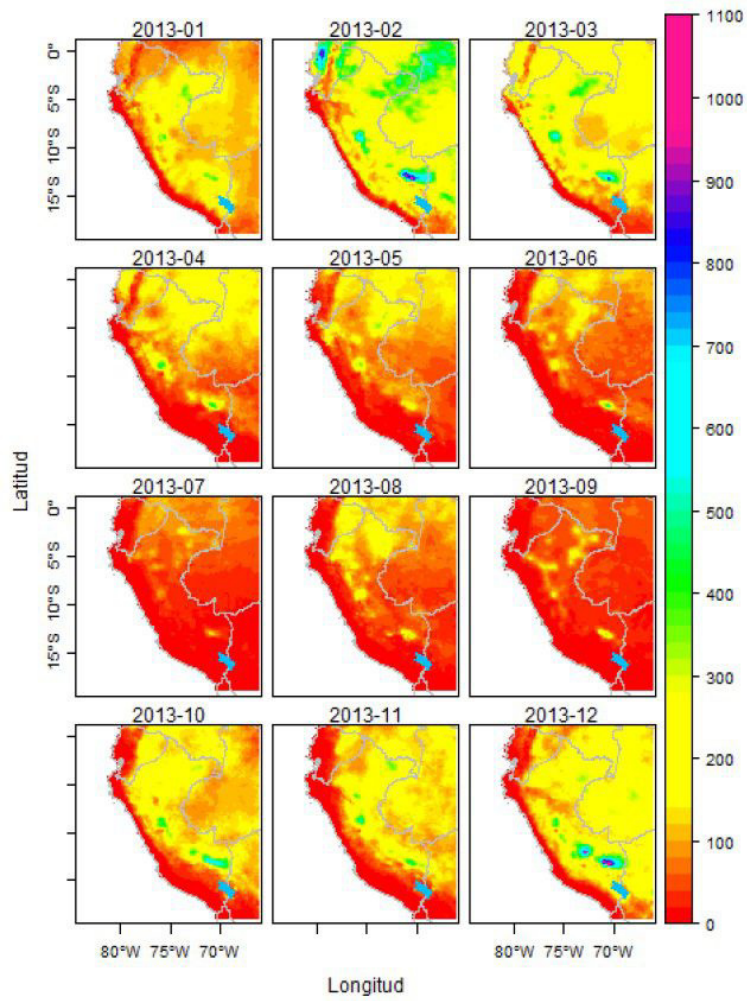 2013-01 2013-02 2013-03
0°
5°S
10°S
15°S
2013-04 2013-05 2013-06
2013-07 2013-08 2013-09
0°
5°S
10°S
15°S
2013-10 2013-11 2013-12
80°W 75°W 70°W
80°W 75°W 70°W
Latitud
Longitud
1100
1000
900
800
700
600
500
400
300
200
100
0